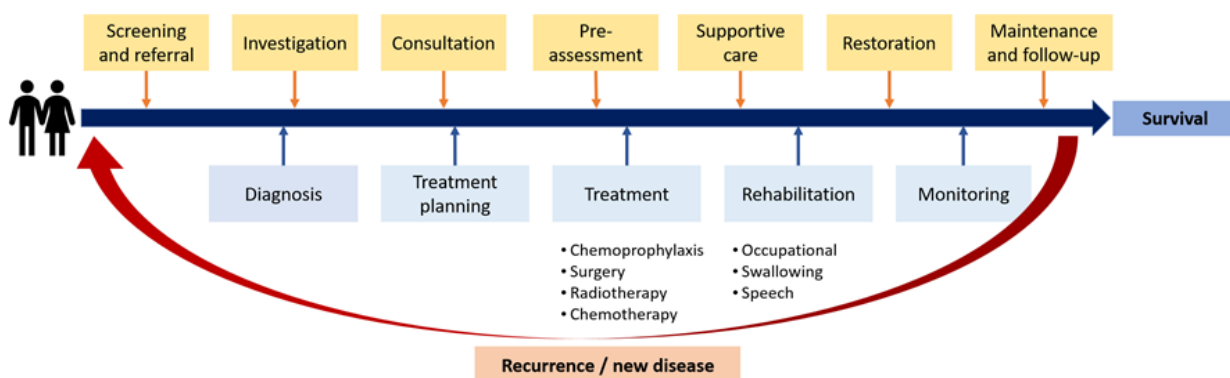 Screening
and referral
Investigation
Consultation
Pre-
assessment
Supportive
care
Restoration
Maintenance
and follow-up
Survival
Diagnosis
Treatment
planning
Treatment
Rehabilitation
Monitoring
• Chemoprophylaxis
• Surgery
• Radiotherapy
• Chemotherapy
• Occupational
• Swallowing
• Speech
Recurrence / new disease